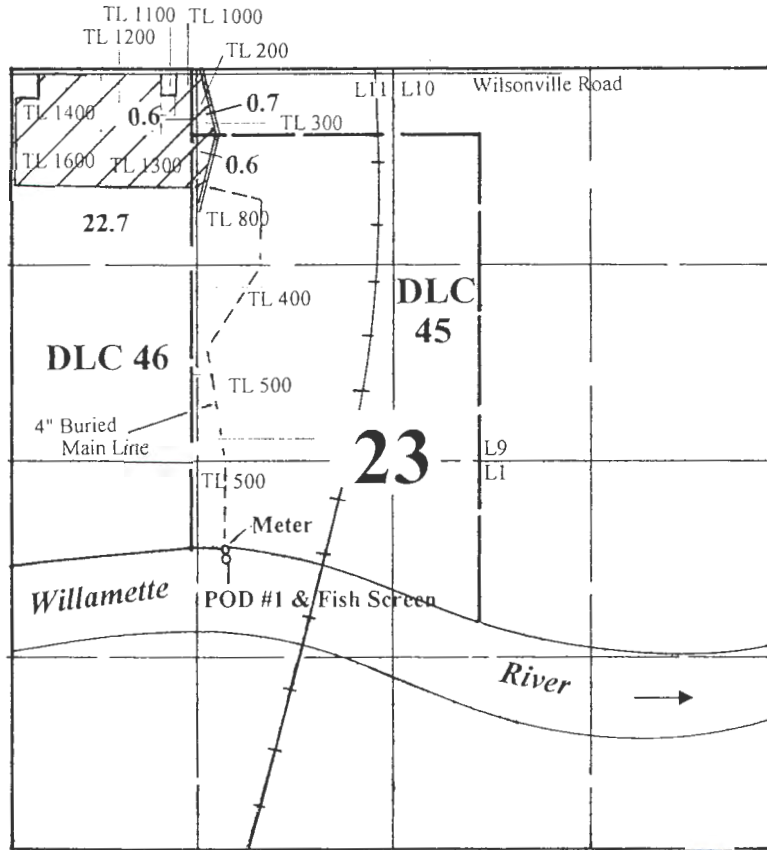 TL 1100 TL 1000
TL 1200
TL 200
L11 L10 Wilsonville Road
TL 1400 0.6 0.7
TL 300
TL 1600 TL 1300 0.6
22.7 TL 800
TL 400 DLC
45
DLC 46
TL 500
4" Buried
Main Line
23 L9
L1
TL 500
Meter
Willamette POD #1 & Fish Screen
River